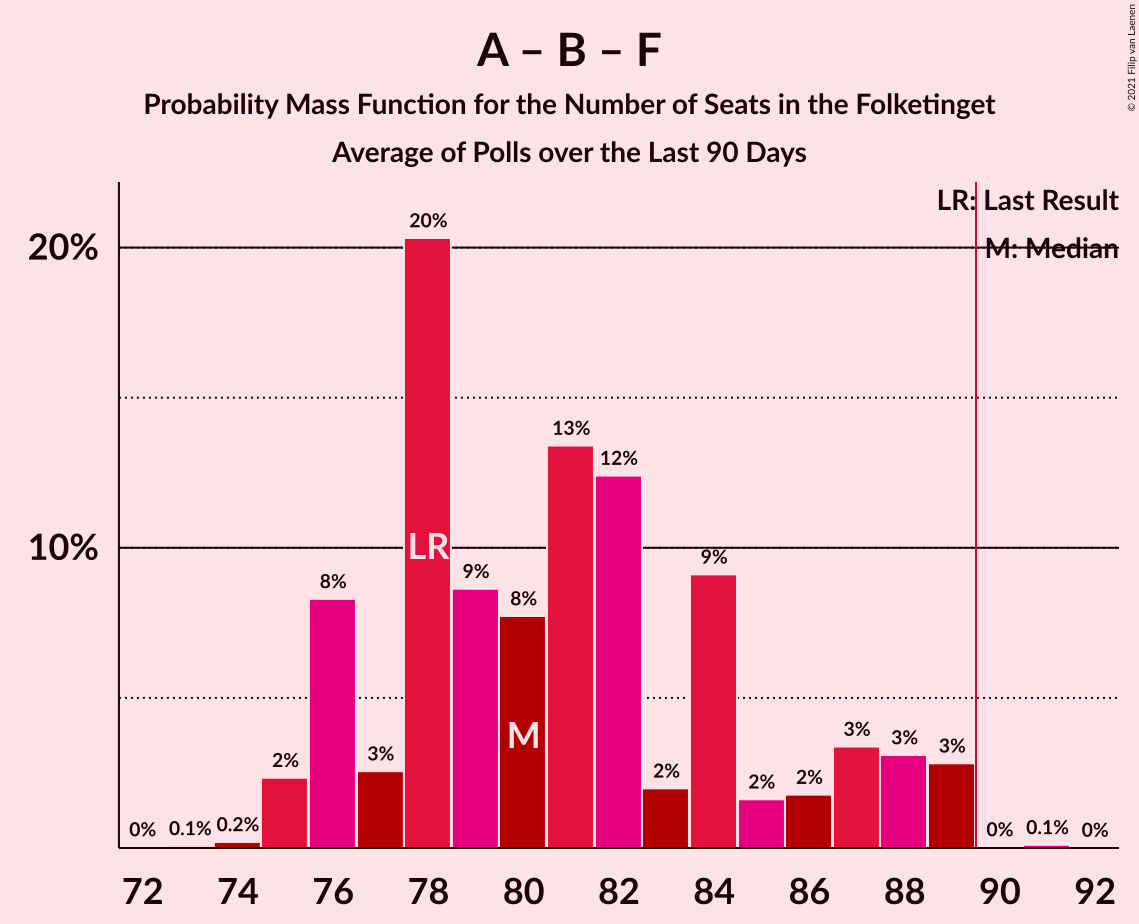 A – B – F
Probability Mass Function for the Number of Seats in the Folketinget
Average of Polls over the Last 90 Days
© 2021 Filip van Laenen
LR: Last Result
M: Median
20%
10%
0%
0.1%
0.2%
2%
8%
3%
20%
LR
9%
8%
M
13%
12%
2%
9%
2%
2%
3%
3%
3%
0%
0.1%
0%
72 74 76 78 80 82 84 86 88 90 92